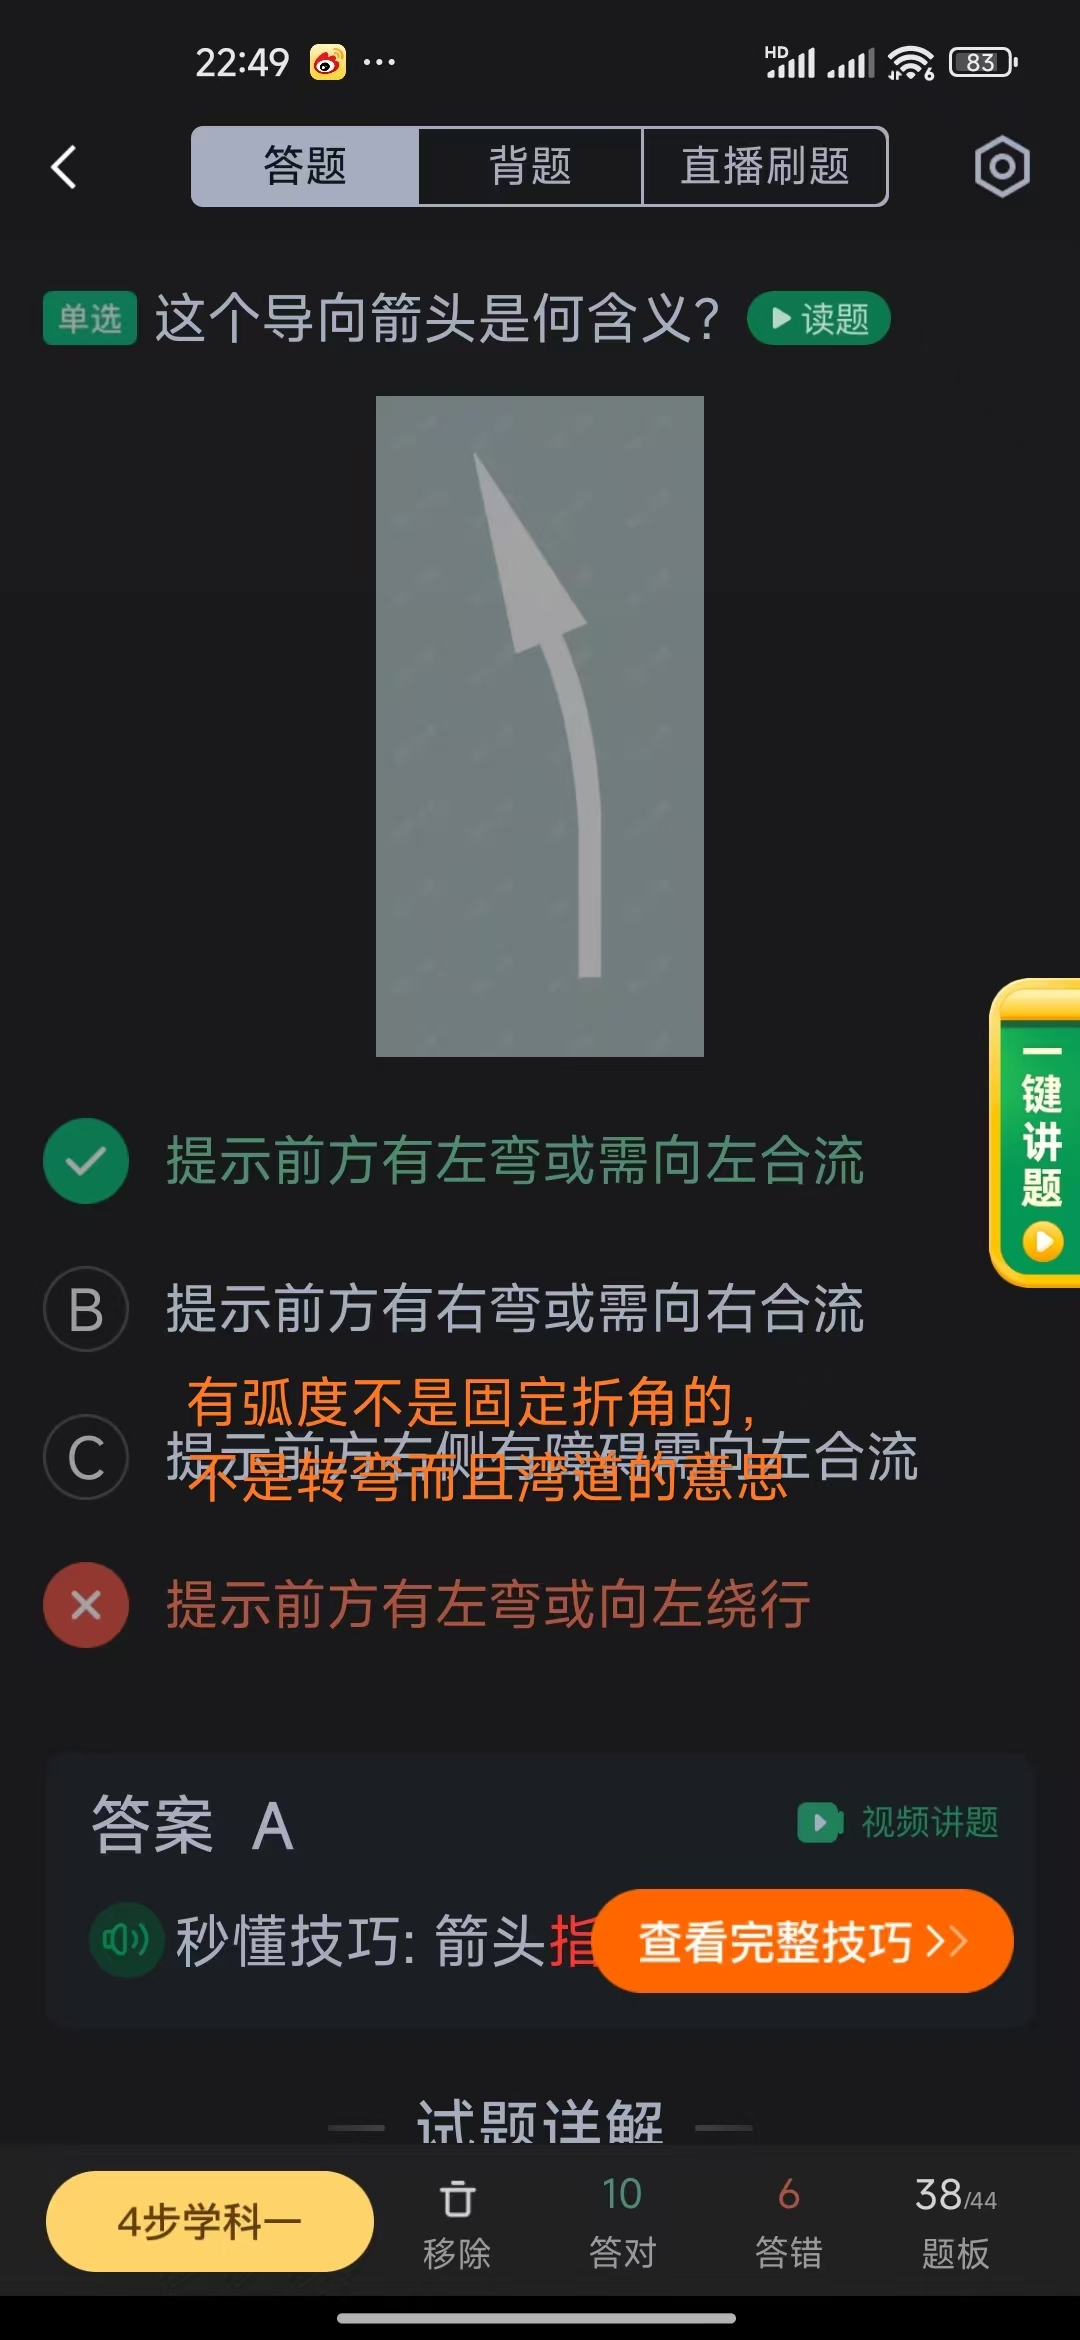 22:49
HD
6
83
答题
背题
直播刷题
单选 这个导向箭头是何含义? 读题
一键讲题
提示前方有左弯或需向左合流
B 提示前方有右弯或需向右合流
有弧度不是固定折角的,
C 提示前方右侧有障碍需向左合流
不是转弯而且湾道的意思
提示前方有左弯或向左绕行
答案 A
视频讲题
秒懂技巧: 箭头指
查看完整技巧
试题详解
4步学科一
移除
10
答对
6
答错
38/44
题板